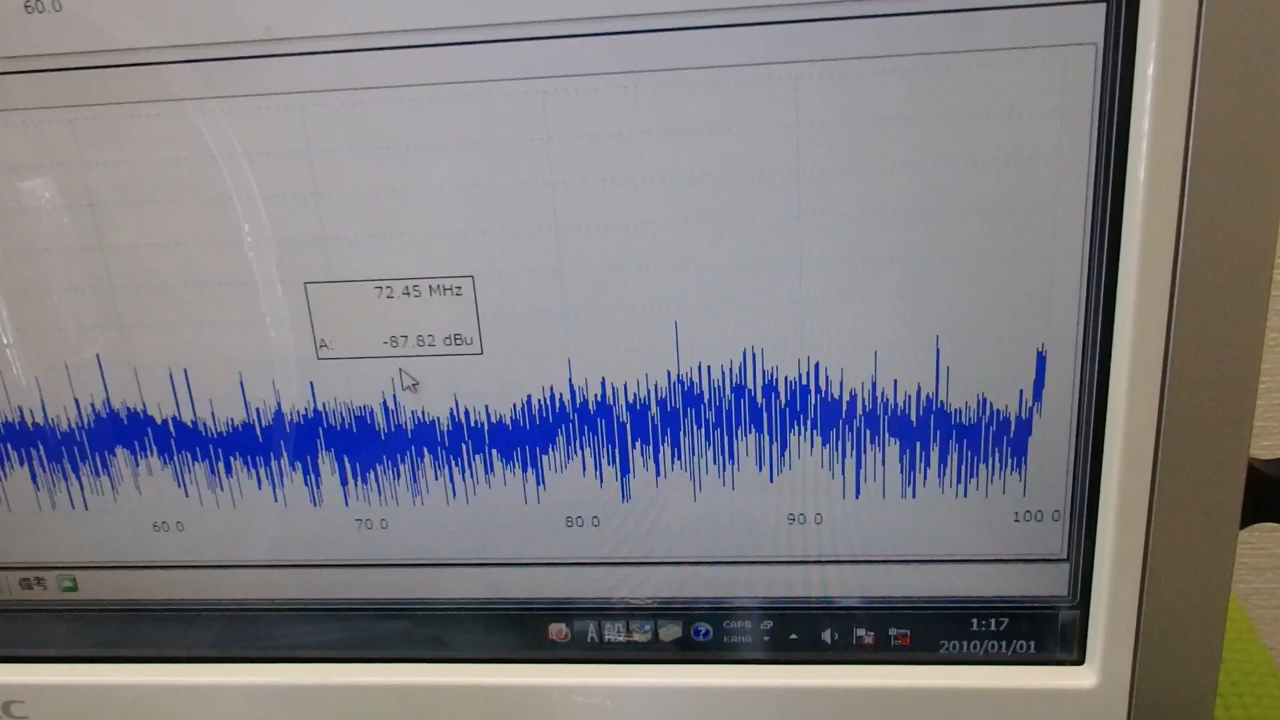 60.0
72.45 MHz
A: -87.82 dBu
60.0 70.0 80.0 90.0 100.0
備考
A 般
CAPS
KANA
1:17
2010/01/01
C